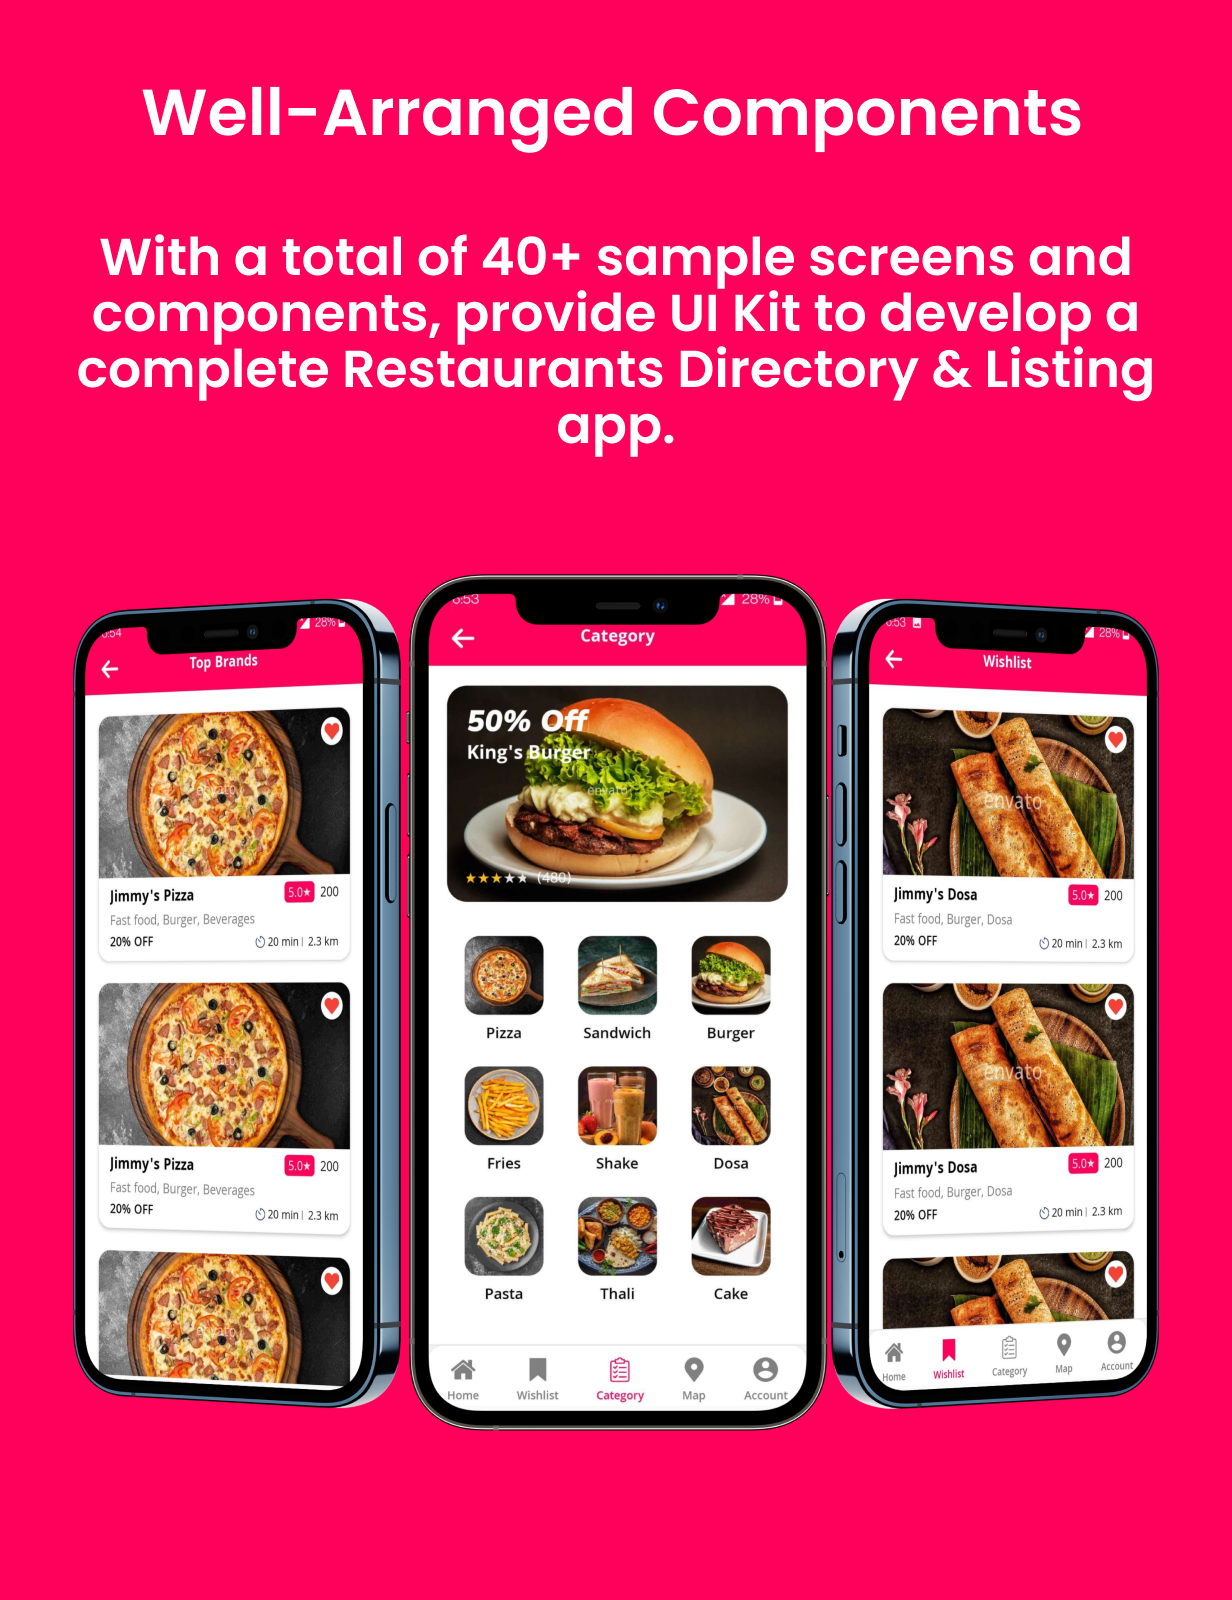 Well-Arranged Components
With a total of 40+ sample screens and
components, provide UI Kit to develop a
complete Restaurants Directory & Listing
app.
6:54
28%
Top Brands
envato
Jimmy's Pizza
5.0★ 200
Fast food, Burger, Beverages
20% OFF
20 min | 2.3 km
envato
Jimmy's Pizza
5.0★ 200
Fast food, Burger, Beverages
20% OFF
20 min | 2.3 km
envato
6:53
28%
Category
50% Off
King's Burger
envato
(480)
Pizza
Sandwich
Burger
Fries
Shake
Dosa
Pasta
Thali
Cake
Home
Wishlist
Category
Map
Account
6:53
28%
Wishlist
envato
Jimmy's Dosa
5.0★ 200
Fast food, Burger, Dosa
20% OFF
20 min | 2.3 km
envato
Jimmy's Dosa
5.0★ 200
Fast food, Burger, Dosa
20% OFF
20 min | 2.3 km
Home
Wishlist
Category
Map
Account